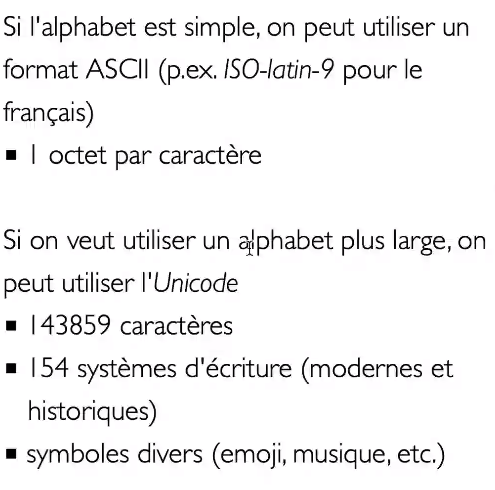 Si l'alphabet est simple, on peut utiliser un
format ASCII (p.ex. ISO-latin-9 pour le
français)
▪ 1 octet par caractère
Si on veut utiliser un alphabet plus large, on
peut utiliser l'Unicode
▪ 143859 caractères
▪ 154 systèmes d'écriture (modernes et
historiques)
▪ symboles divers (emoji, musique, etc.)